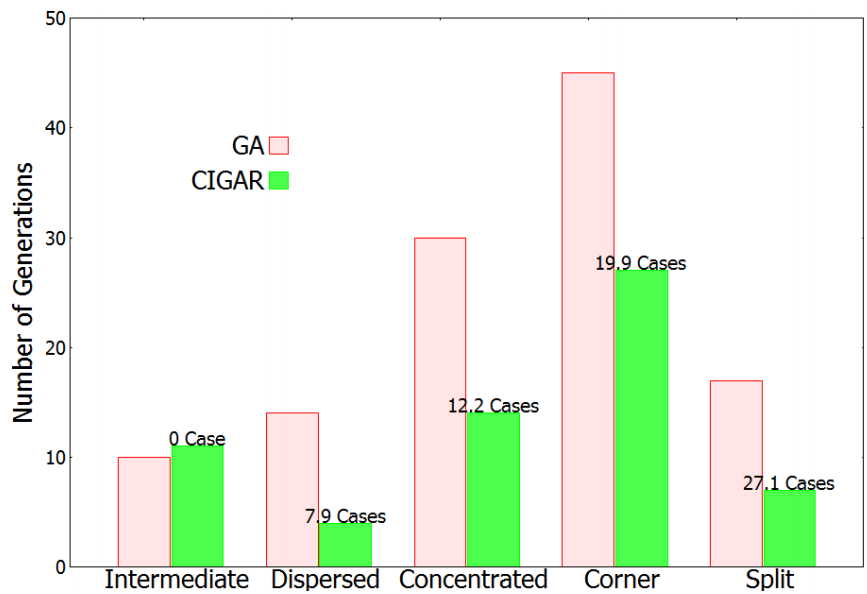 50
40
30
20
10
0
Number of Generations
GA
CIGAR
0 Case
7.9 Cases
12.2 Cases
19.9 Cases
27.1 Cases
Intermediate Dispersed Concentrated Corner Split